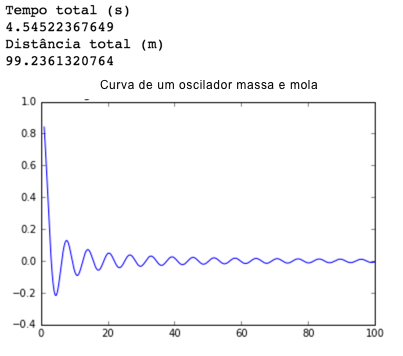 Tempo total (s)
4.54522367649
Distância total (m)
99.2361320764
Curva de um oscilador massa e mola
1.0
0.8
0.6
0.4
0.2
0.0
−0.2
−0.4
0 20 40 60 80 100